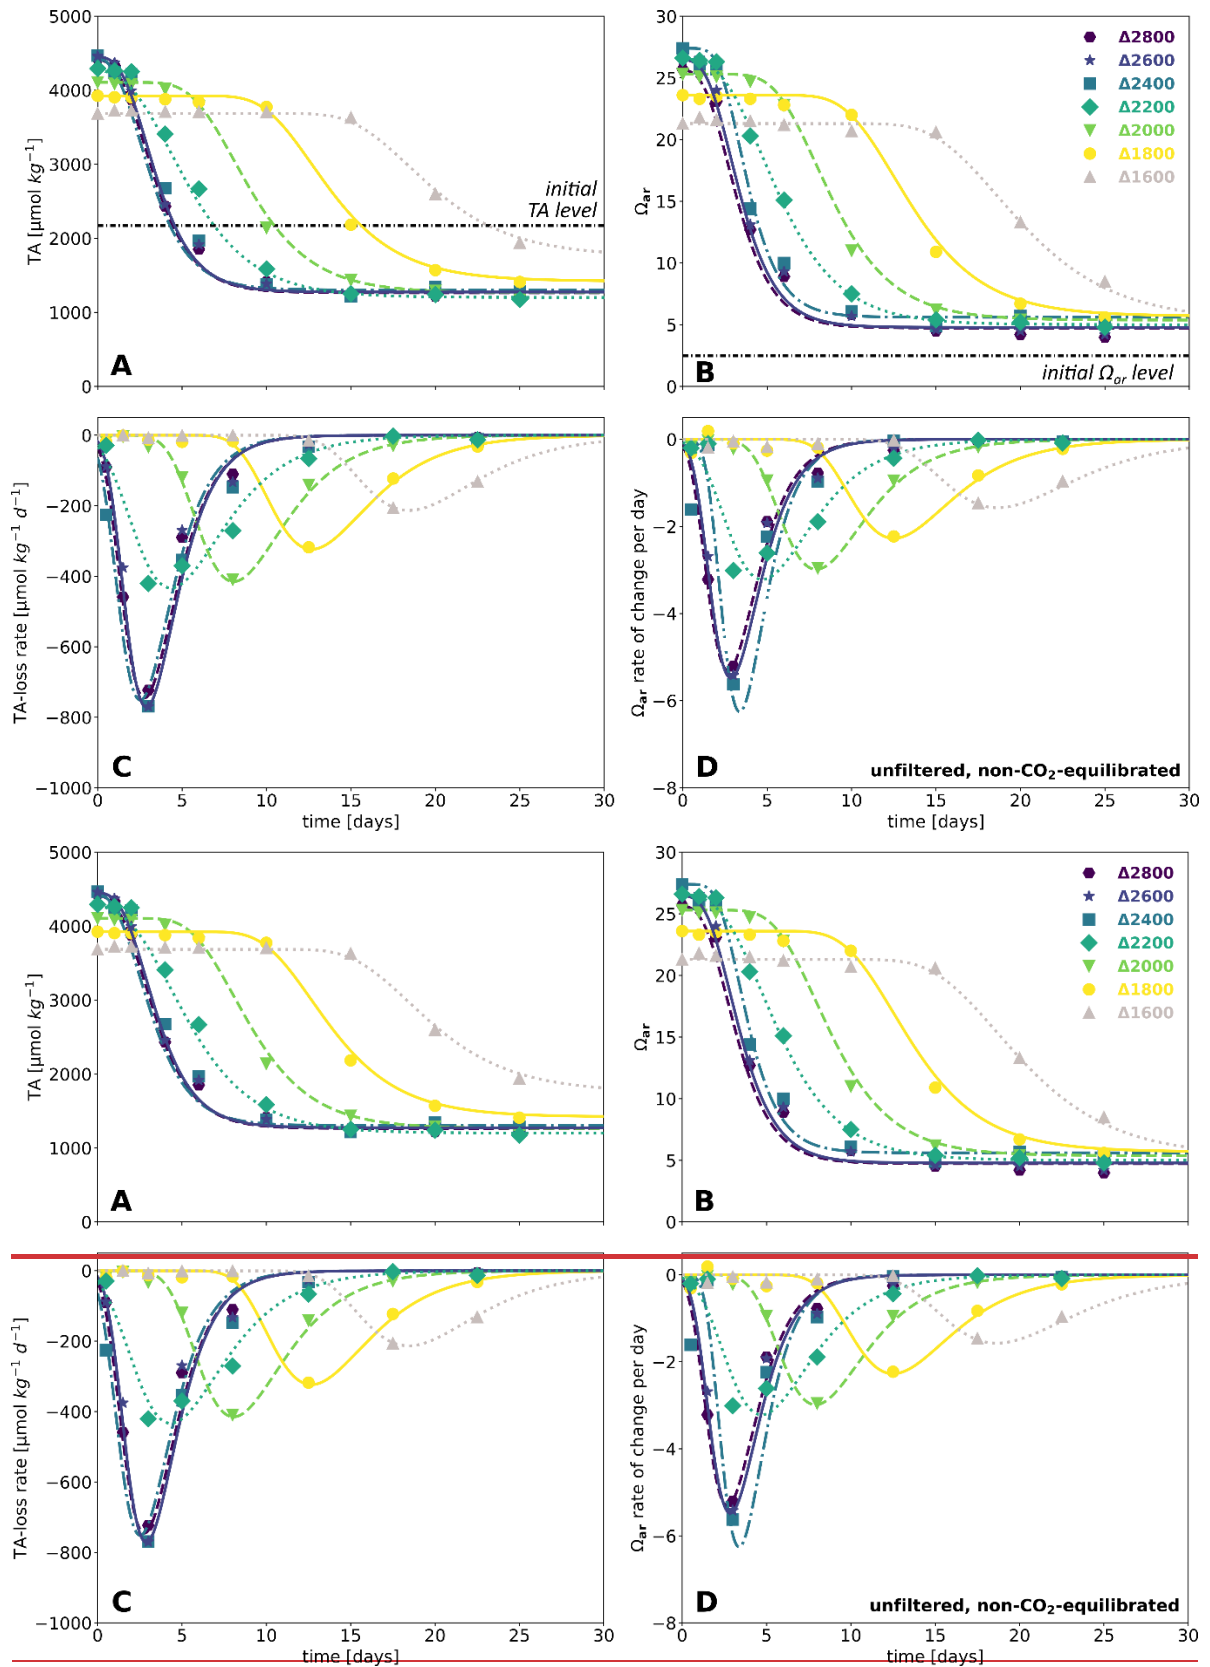 5000
4000
3000
2000
1000
0
TA [μmol kg⁻¹]
initial
TA level
A
30
25
20
15
10
5
0
Ωar
Δ2800
Δ2600
Δ2400
Δ2200
Δ2000
Δ1800
Δ1600
B
initial Ωar level
0
−200
−400
−600
−800
−1000
TA-loss rate [μmol kg⁻¹ d⁻¹]
C
0 5 10 15 20 25 30
time [days]
0
−2
−4
−6
−8
Ωar rate of change per day
D
unfiltered, non-CO₂-equilibrated
0 5 10 15 20 25 30
time [days]
5000
4000
3000
2000
1000
0
TA [μmol kg⁻¹]
A
30
25
20
15
10
5
0
Ωar
Δ2800
Δ2600
Δ2400
Δ2200
Δ2000
Δ1800
Δ1600
B
0
−200
−400
−600
−800
−1000
TA-loss rate [μmol kg⁻¹ d⁻¹]
C
0 5 10 15 20 25 30
time [days]
0
−2
−4
−6
−8
Ωar rate of change per day
D
unfiltered, non-CO₂-equilibrated
0 5 10 15 20 25 30
time [days]